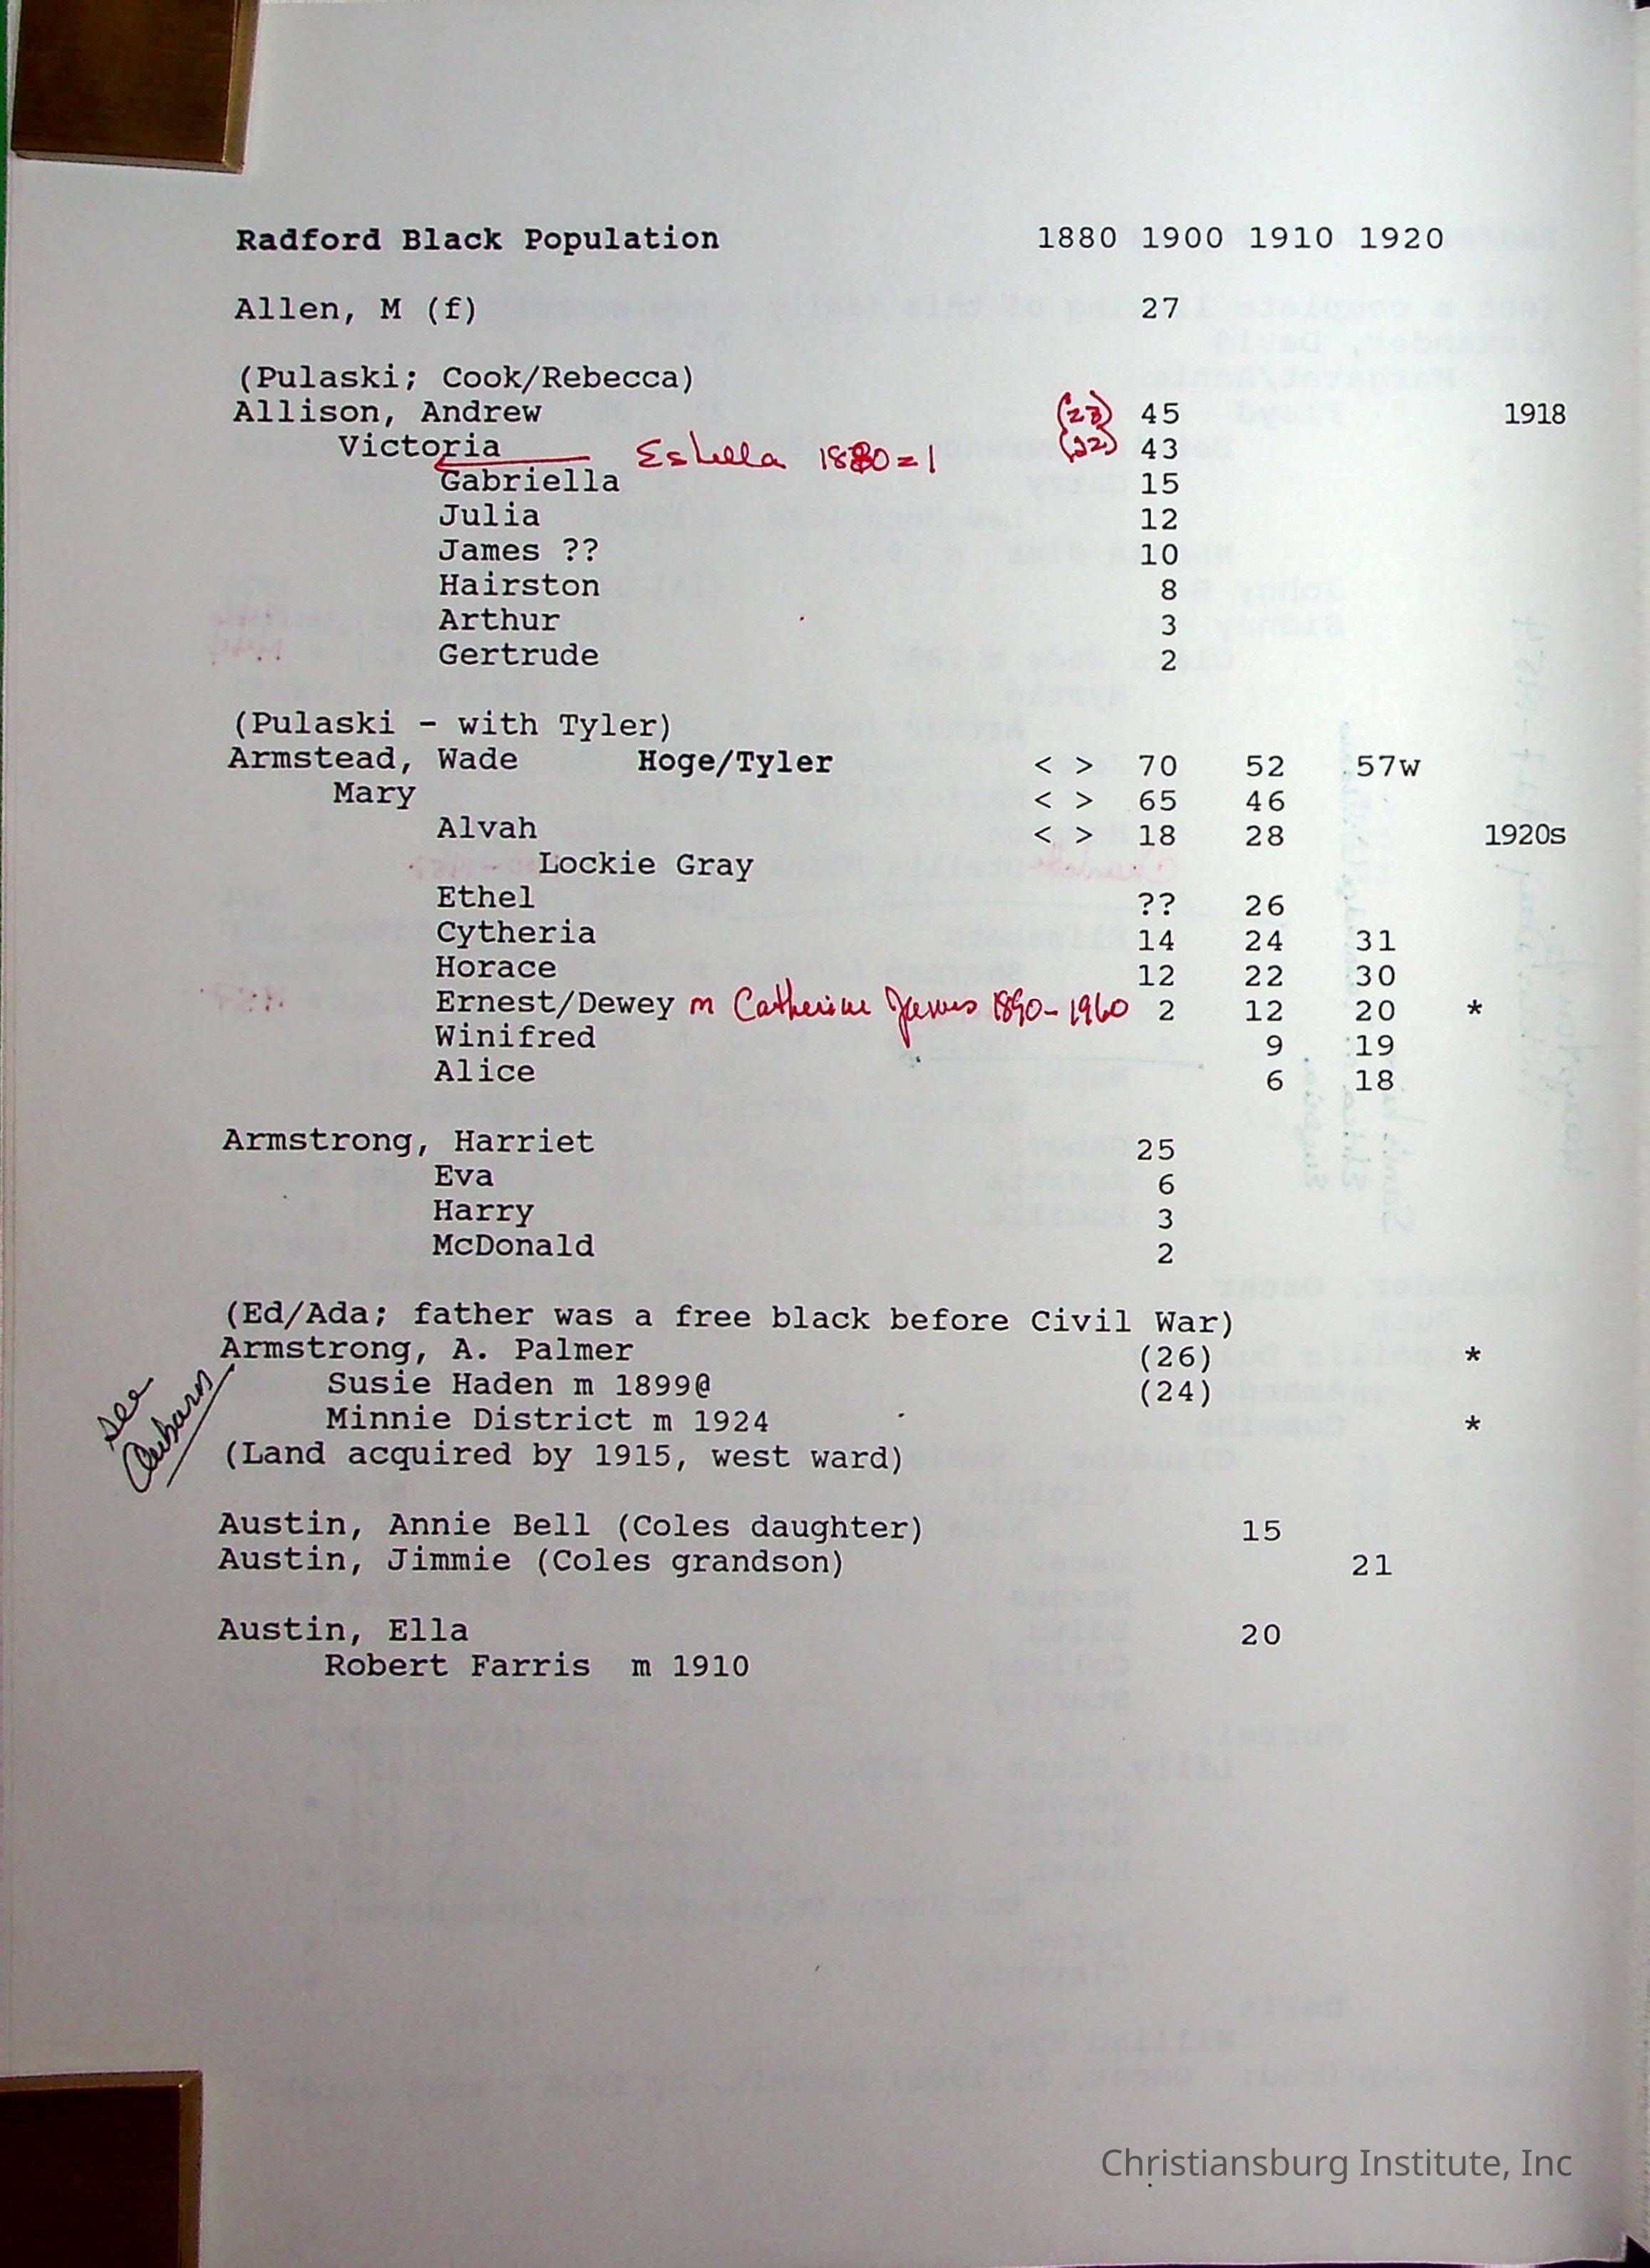 Radford Black Population 1880 1900 1910 1920
Allen, M (f) 27
(Pulaski; Cook/Rebecca)
Allison, Andrew (23) 45 1918
Victoria Estella 1880=1 (22) 43
Gabriella 15
Julia 12
James ?? 10
Hairston 8
Arthur 3
Gertrude 2
(Pulaski - with Tyler)
Armstead, Wade Hoge/Tyler < > 70 52 57w
Mary < > 65 46
Alvah < > 18 28 1920s
Lockie Gray
Ethel ?? 26
Cytheria 14 24 31
Horace 12 22 30
Ernest/Dewey m Catherine 1890-1960 2 12 20 *
Winifred 9 19
Alice 6 18
Armstrong, Harriet 25
Eva 6
Harry 3
McDonald 2
(Ed/Ada; father was a free black before Civil War)
Armstrong, A. Palmer (26) *
Susie Haden m 1899@ (24)
Minnie District m 1924 *
(Land acquired by 1915, west ward)
see
Auburn
Austin, Annie Bell (Coles daughter) 15
Austin, Jimmie (Coles grandson) 21
Austin, Ella 20
Robert Farris m 1910
Christiansburg Institute, Inc